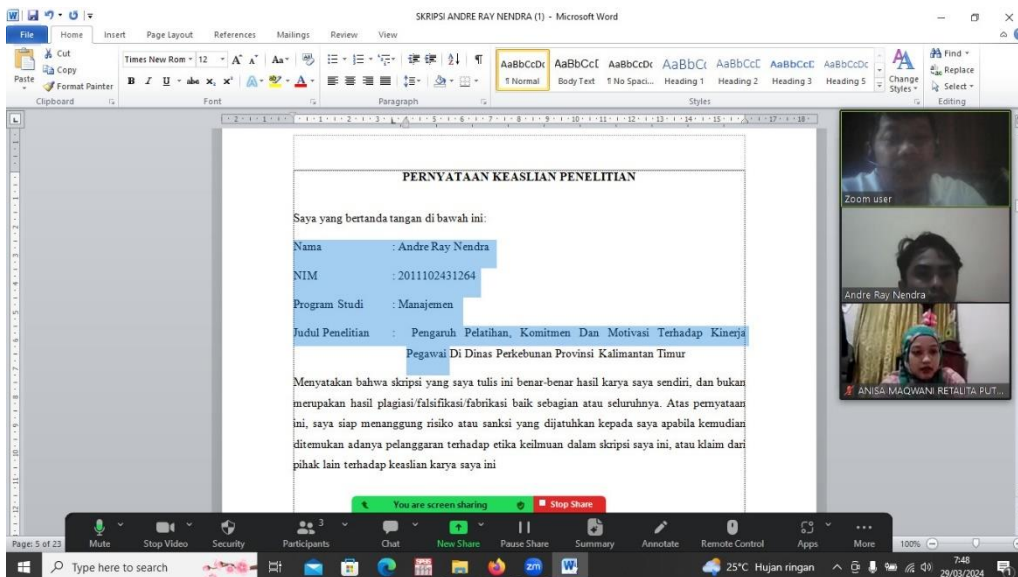 SKRIPSI ANDRE RAY NENDRA (1) - Microsoft Word
File Home Insert Page Layout References Mailings Review View
Cut
Copy
Format Painter
Paste
Times New Rom 12
Find
Replace
Select
Change Styles
AaBbCcDc AaBbCcI AaBbCcDc AaBbC( AaBbCcE AaBbCcE AaBbCcDc
¶ Normal Body Text ¶ No Spaci... Heading 1 Heading 2 Heading 3 Heading 5
Clipboard Font Paragraph Styles Editing
PERNYATAAN KEASLIAN PENELITIAN
Saya yang bertanda tangan di bawah ini:
Nama : Andre Ray Nendra
NIM : 2011102431264
Program Studi : Manajemen
Judul Penelitian : Pengaruh Pelatihan, Komitmen Dan Motivasi Terhadap Kinerja
Pegawai Di Dinas Perkebunan Provinsi Kalimantan Timur
Menyatakan bahwa skripsi yang saya tulis ini benar-benar hasil karya saya sendiri, dan bukan
merupakan hasil plagiasi/falsifikasi/fabrikasi baik sebagian atau seluruhnya. Atas pernyataan
ini, saya siap menanggung risiko atau sanksi yang dijatuhkan kepada saya apabila kemudian
ditemukan adanya pelanggaran terhadap etika keilmuan dalam skripsi saya ini, atau klaim dari
pihak lain terhadap keaslian karya saya ini
Zoom user
Andre Ray Nendra
ANISA MAQWANI RETALITA PUT...
You are screen sharing Stop Share
Mute Stop Video Security Participants 3 Chat New Share Pause Share Summary Annotate Remote Control Apps More
Page: 5 of 23 100%
Type here to search
25°C Hujan ringan
7:48
29/03/2024